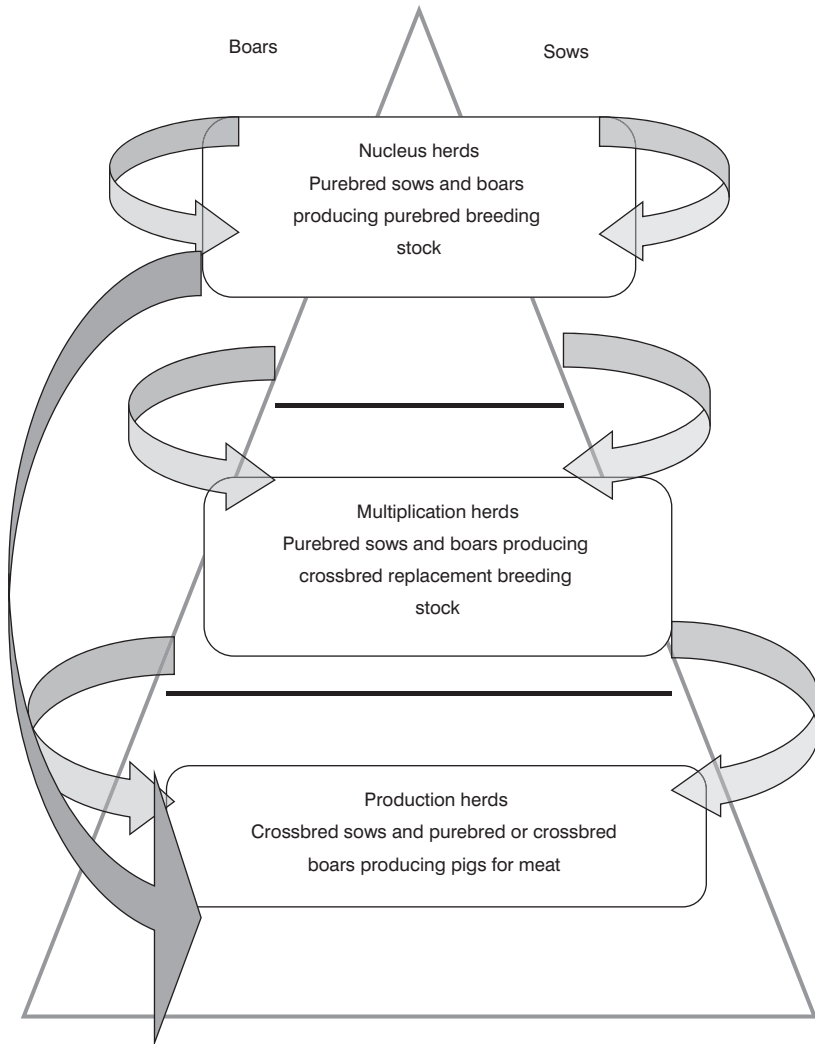 Boars
Sows
Nucleus herds
Purebred sows and boars
producing purebred breeding
stock
Multiplication herds
Purebred sows and boars producing
crossbred replacement breeding
stock
Production herds
Crossbred sows and purebred or crossbred
boars producing pigs for meat